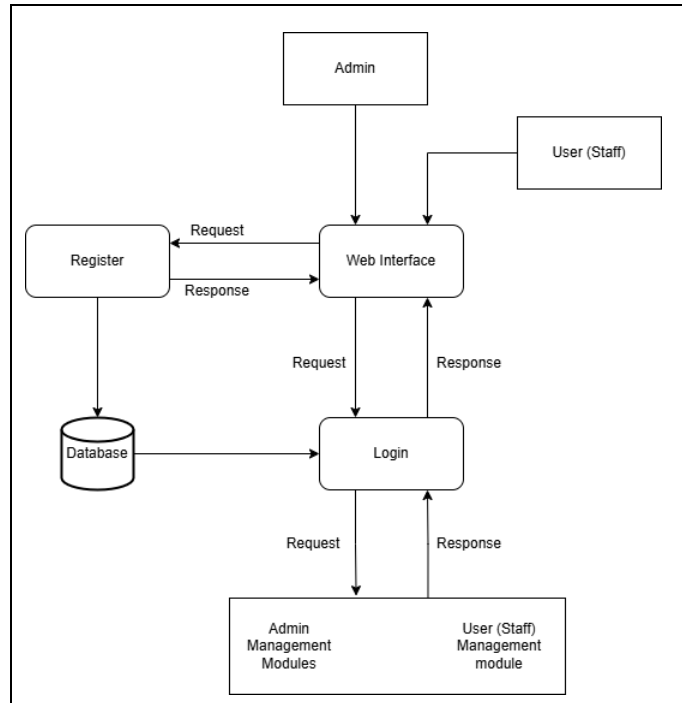 Admin
User (Staff)
Request
Register
Web Interface
Response
Request
Response
Database
Login
Request
Response
Admin
Management
Modules
User (Staff)
Management
module